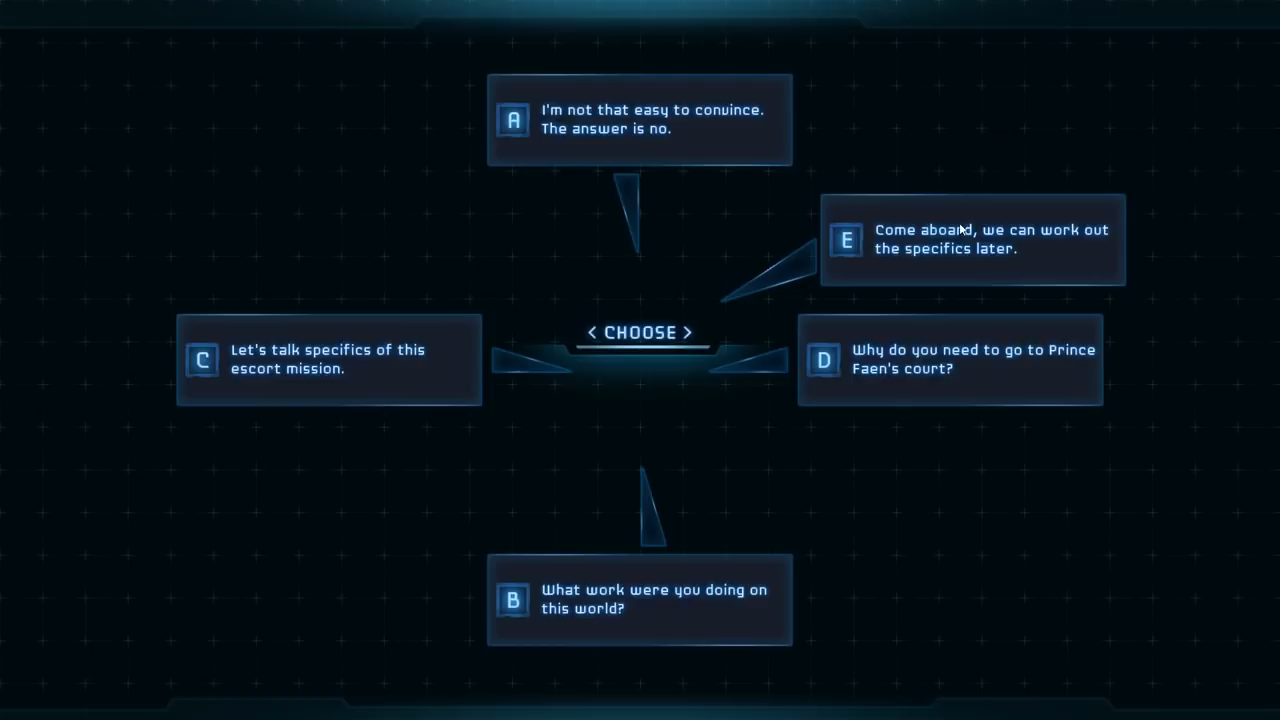 A
I'm not that easy to convince.
The answer is no.
E
Come aboard, we can work out
the specifics later.
< CHOOSE >
C
Let's talk specifics of this
escort mission.
D
Why do you need to go to Prince
Faen's court?
B
What work were you doing on
this world?